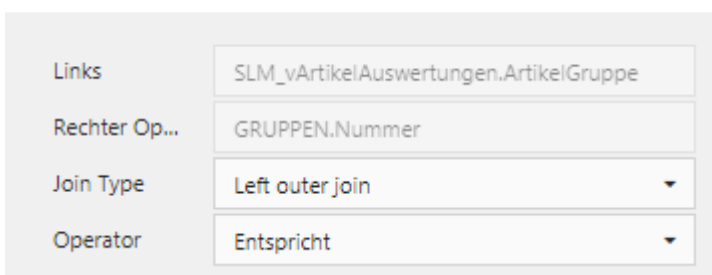 Links SLM_vArtikelAuswertungen.ArtikelGruppe
Rechter Op... GRUPPEN.Nummer
Join Type Left outer join
Operator Entspricht